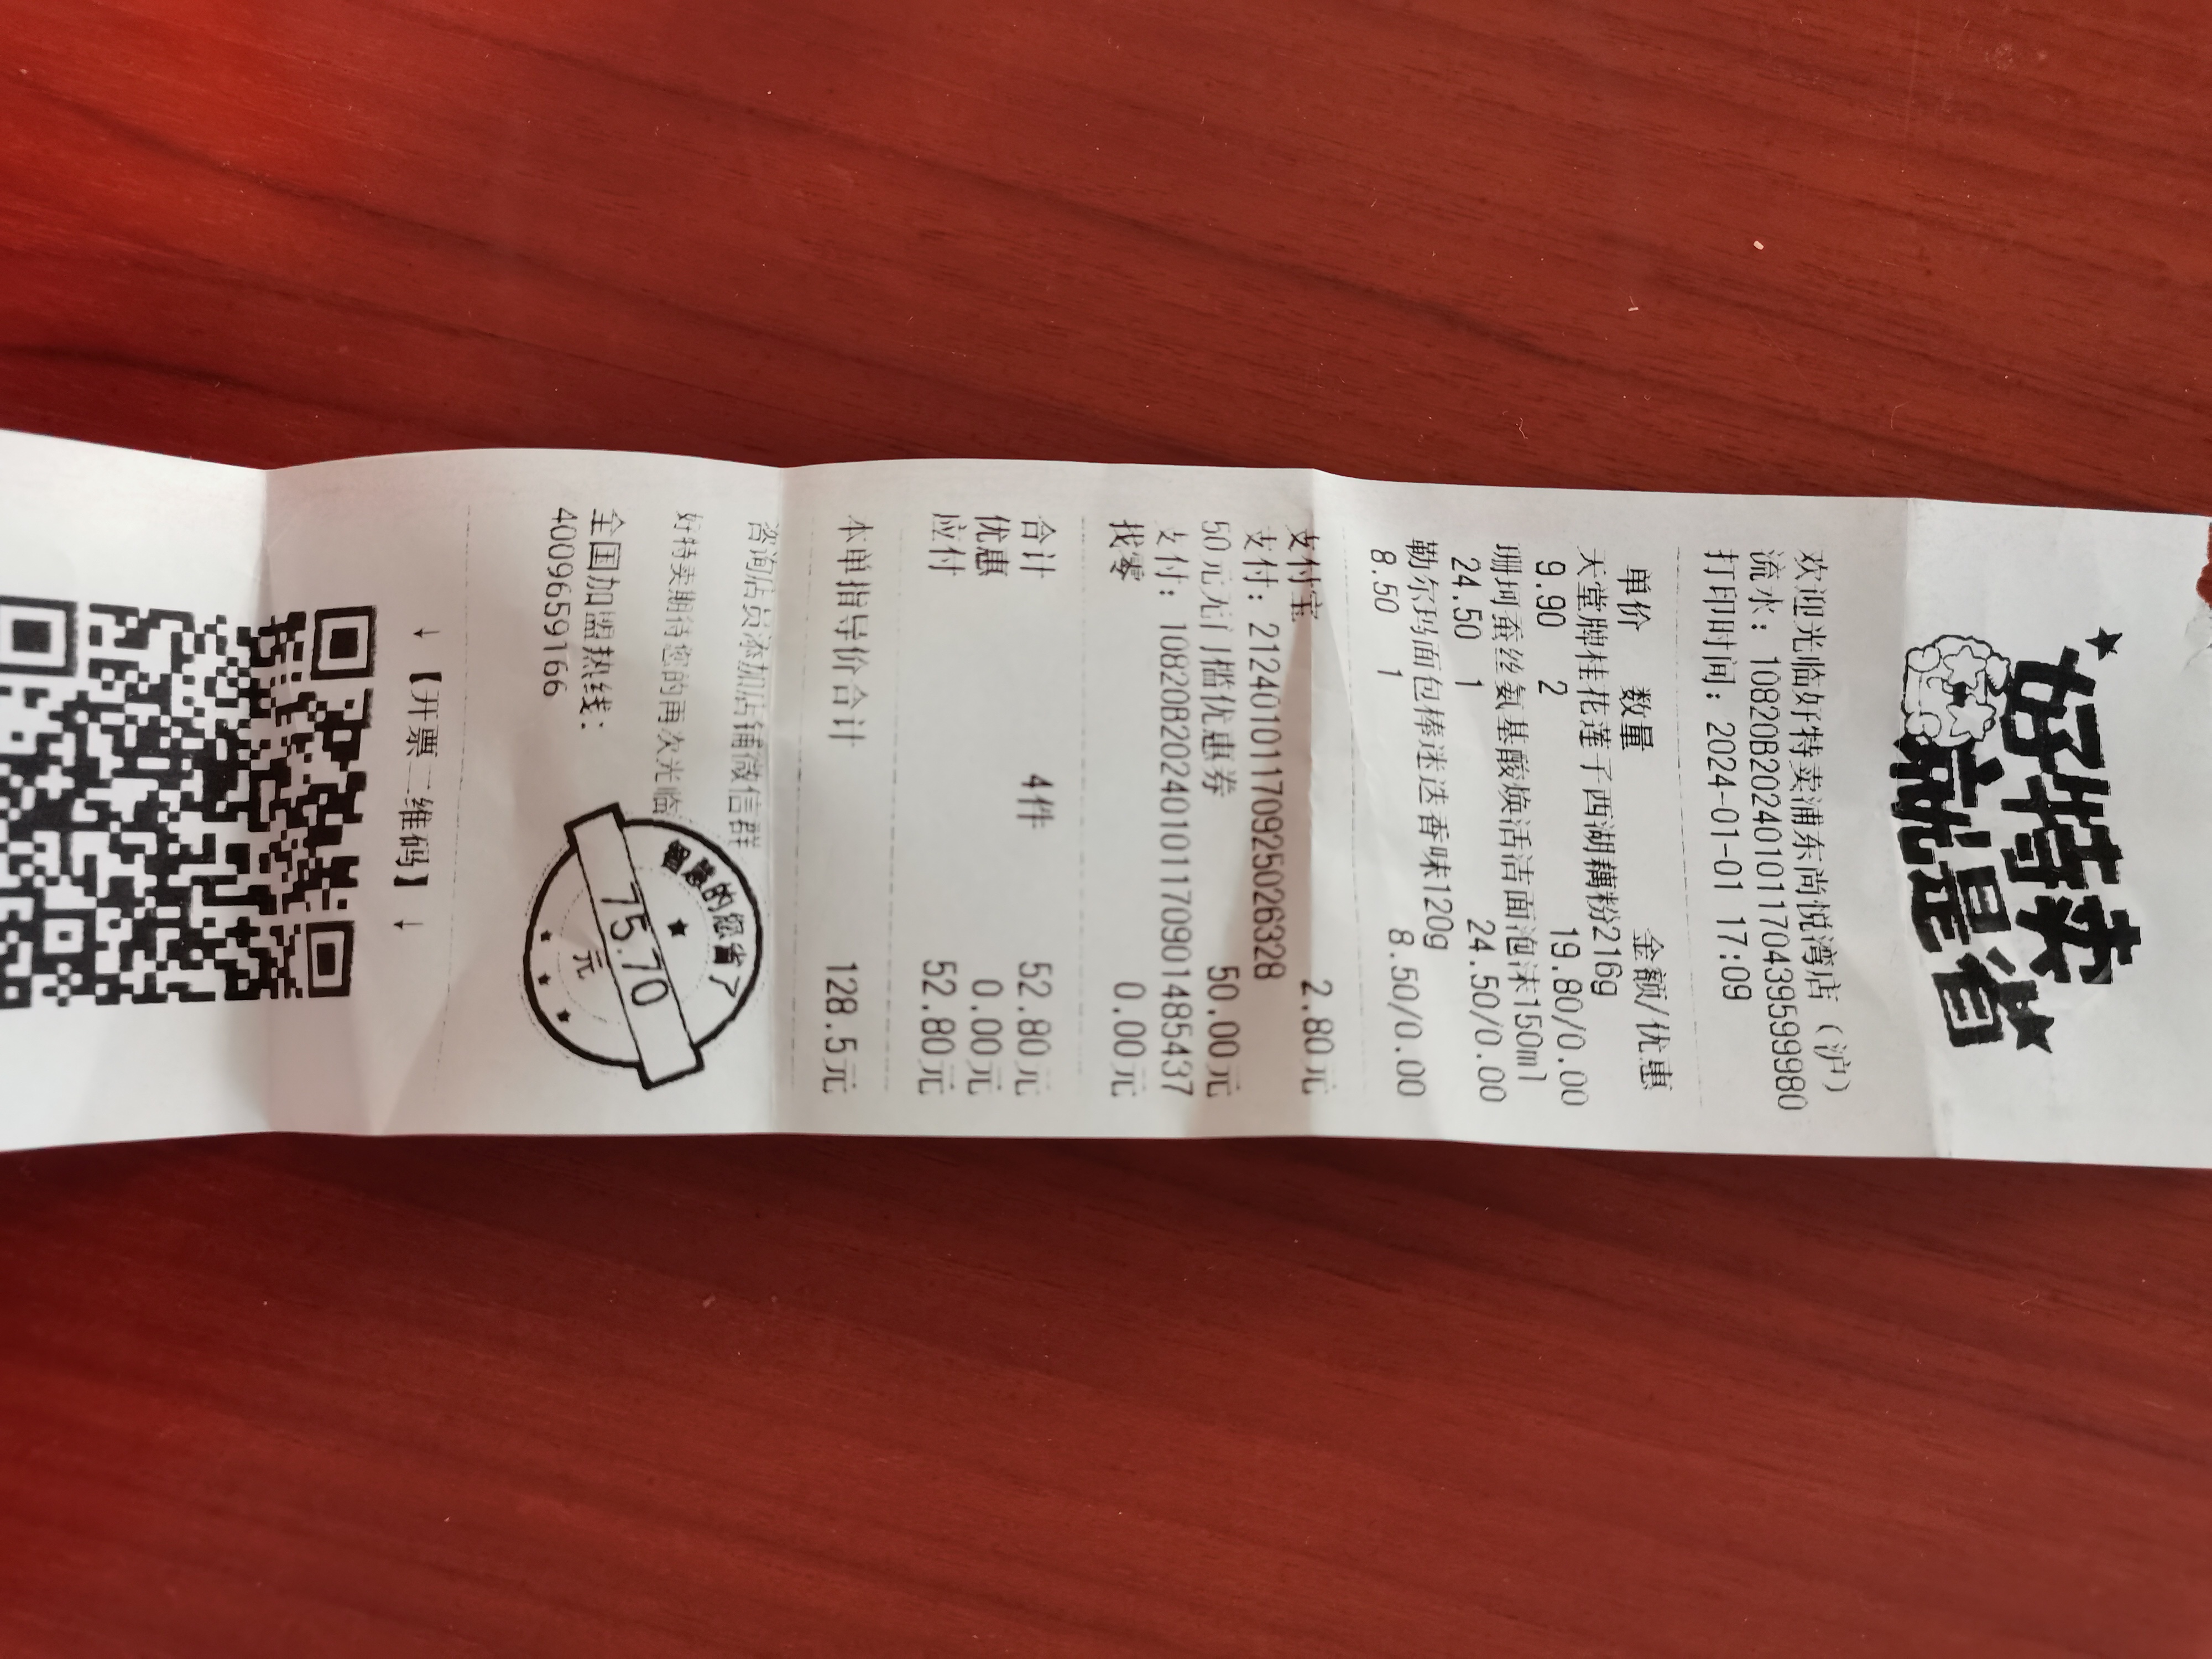 好特卖
就是省
欢迎光临好特卖浦东尚悦湾店（沪）
流水：10820B202401011704395999980
打印时间：2024-01-01 17:09
单价 数量 金额/优惠
天堂牌桂花莲子西湖藕粉216g
9.90 2 19.80/0.00
珊珂蚕丝氨基酸焕活洁面泡沫150ml
24.50 1 24.50/0.00
勒尔玛面包棒迷迭香味120g
8.50 1 8.50/0.00
支付宝 2.80元
支付：21240101170925026328
50元无门槛优惠券 50.00元
支付：10820B202401011709014854​37
找零 0.00元
合计 4件 52.80元
优惠 0.00元
应付 52.80元
本单指导价合计 128.5元
咨询店员添加店铺微信群
好特卖期待您的再次光临
智慧的您省了
75.70
元
全国加盟热线：
4009659166
↓ 【开票二维码】 ↓